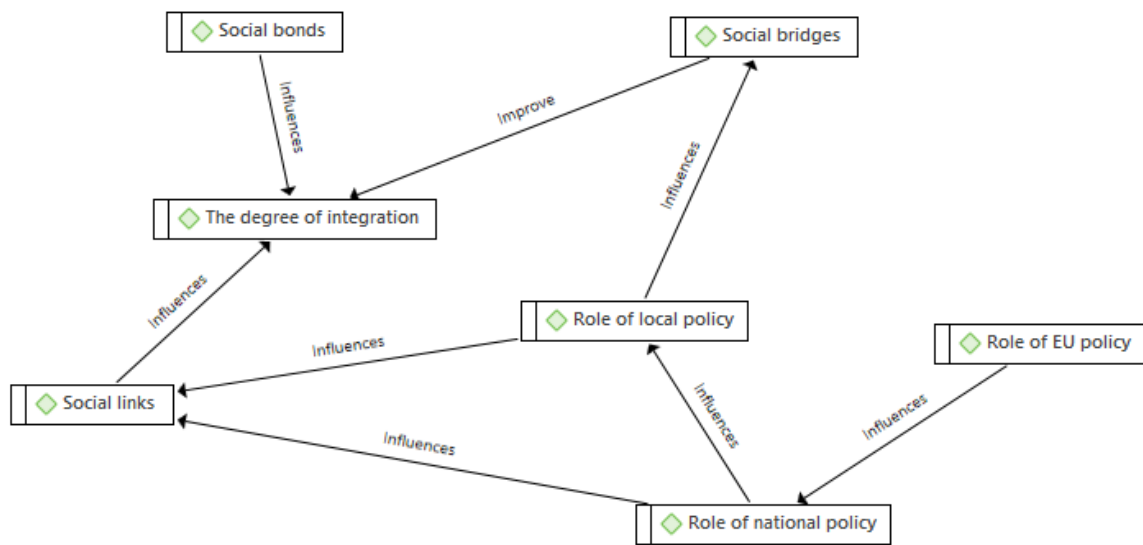 Social bonds
Social bridges
Influences
Improve
Influences
The degree of integration
Influences
Role of local policy
Influences
Role of EU policy
Social links
Influences
Influences
Influences
Role of national policy